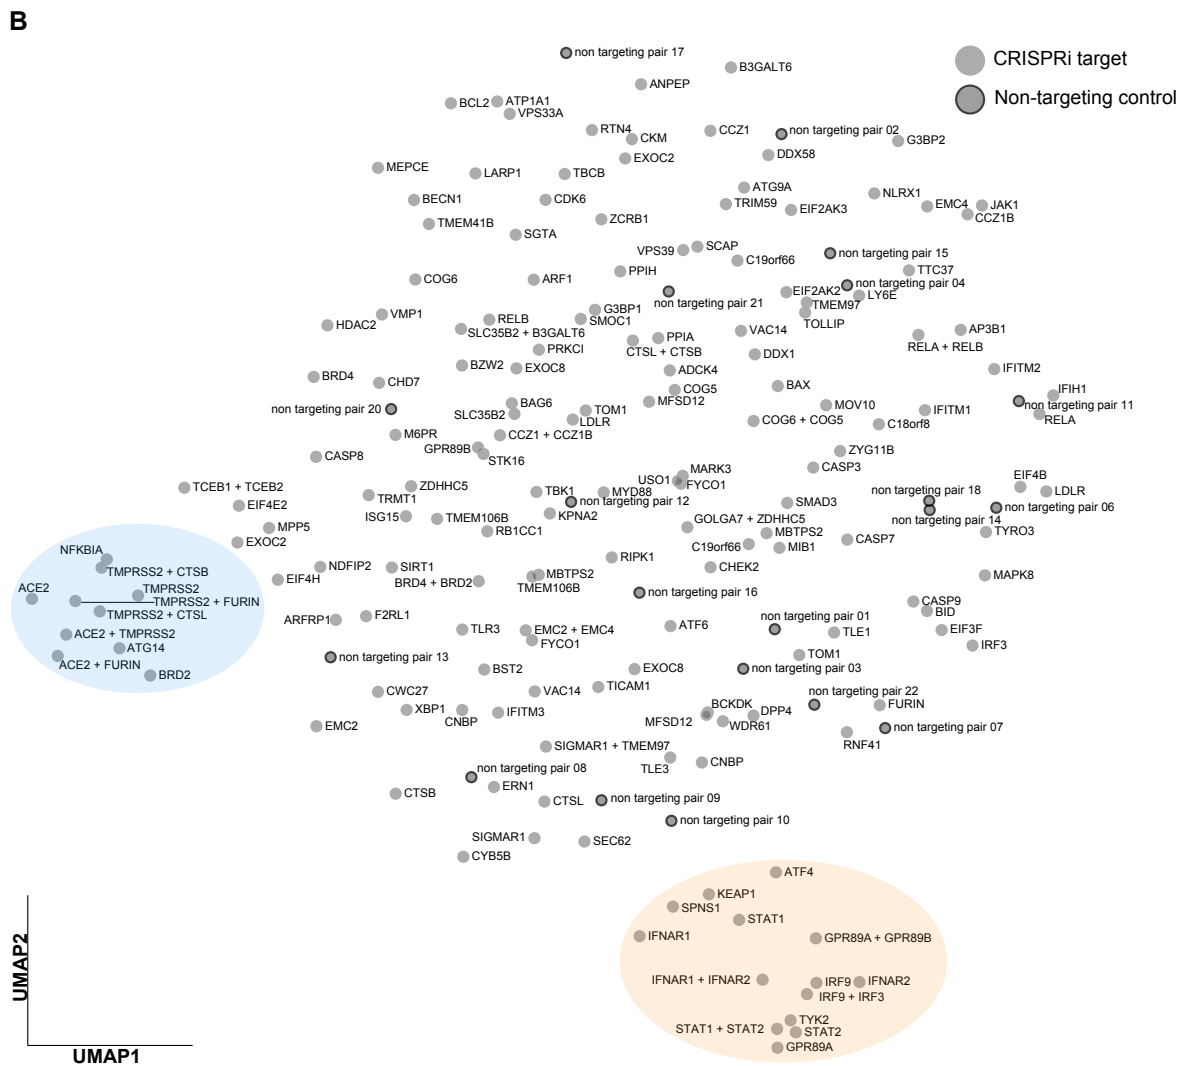 B
non targeting pair 17
B3GALT6
CRISPRi target
ANPEP
Non-targeting control
BCL2
ATP1A1
VPS33A
RTN4
CKM
CCZ1
non targeting pair 02
G3BP2
EXOC2
DDX58
MEPCE
LARP1
TBCB
ATG9A
NLRX1
BECN1
CDK6
TRIM59
EIF2AK3
EMC4
JAK1
CCZ1B
TMEM41B
ZCRB1
SGTA
VPS39
SCAP
C19orf66
non targeting pair 15
TTC37
COG6
ARF1
PPIH
non targeting pair 04
non targeting pair 21
EIF2AK2
LY6E
TMEM97
TOLLIP
VMP1
G3BP1
SMOC1
RELB
HDAC2
SLC35B2 + B3GALT6
PPIA
VAC14
AP3B1
RELA + RELB
CTSL + CTSB
PRKCI
DDX1
BZW2
EXOC8
ADCK4
IFITM2
BRD4
CHD7
COG5
BAX
IFIH1
MFSD12
non targeting pair 11
RELA
non targeting pair 20
BAG6
SLC35B2
TOM1
LDLR
MOV10
IFITM1
COG6 + COG5
C18orf8
M6PR
CCZ1 + CCZ1B
GPR89B
STK16
ZYG11B
CASP8
CASP3
MARK3
USO1
FYCO1
EIF4B
TCEB1 + TCEB2
ZDHHC5
TBK1
MYD88
non targeting pair 18
LDLR
TRMT1
non targeting pair 12
SMAD3
non targeting pair 06
EIF4E2
ISG15
TMEM106B
KPNA2
GOLGA7 + ZDHHC5
non targeting pair 14
MPP5
RB1CC1
MBTPS2
TYRO3
EXOC2
C19orf66
MIB1
CASP7
NFKBIA
RIPK1
TMPRSS2 + CTSB
NDFIP2
SIRT1
CHEK2
EIF4H
BRD4 + BRD2
MBTPS2
TMEM106B
MAPK8
ACE2
TMPRSS2
TMPRSS2 + FURIN
non targeting pair 16
CASP9
TMPRSS2 + CTSL
BID
ARFRP1
F2RL1
non targeting pair 01
ACE2 + TMPRSS2
TLR3
EMC2 + EMC4
FYCO1
ATF6
TLE1
EIF3F
ATG14
IRF3
ACE2 + FURIN
non targeting pair 13
TOM1
BRD2
BST2
EXOC8
non targeting pair 03
CWC27
VAC14
TICAM1
non targeting pair 22
XBP1
CNBP
IFITM3
BCKDK
MFSD12
DPP4
WDR61
FURIN
EMC2
non targeting pair 07
RNF41
SIGMAR1 + TMEM97
TLE3
CNBP
non targeting pair 08
ERN1
CTSB
CTSL
non targeting pair 09
non targeting pair 10
SIGMAR1
SEC62
CYB5B
ATF4
KEAP1
SPNS1
STAT1
IFNAR1
GPR89A + GPR89B
IFNAR1 + IFNAR2
IRF9
IFNAR2
IRF9 + IRF3
TYK2
STAT1 + STAT2
STAT2
GPR89A
UMAP2
UMAP1